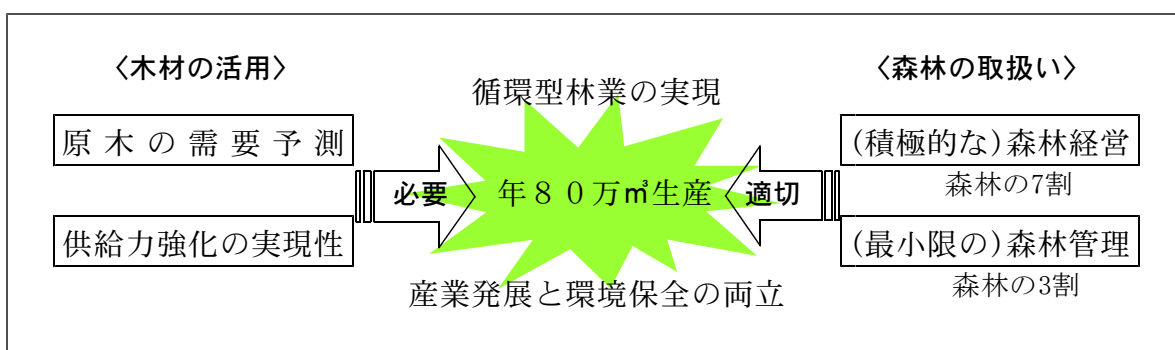 〈木材の活用〉
原木の需要予測
供給力強化の実現性
必要
循環型林業の実現
年80万㎥生産
産業発展と環境保全の両立
適切
〈森林の取扱い〉
(積極的な)森林経営
森林の7割
(最小限の)森林管理
森林の3割